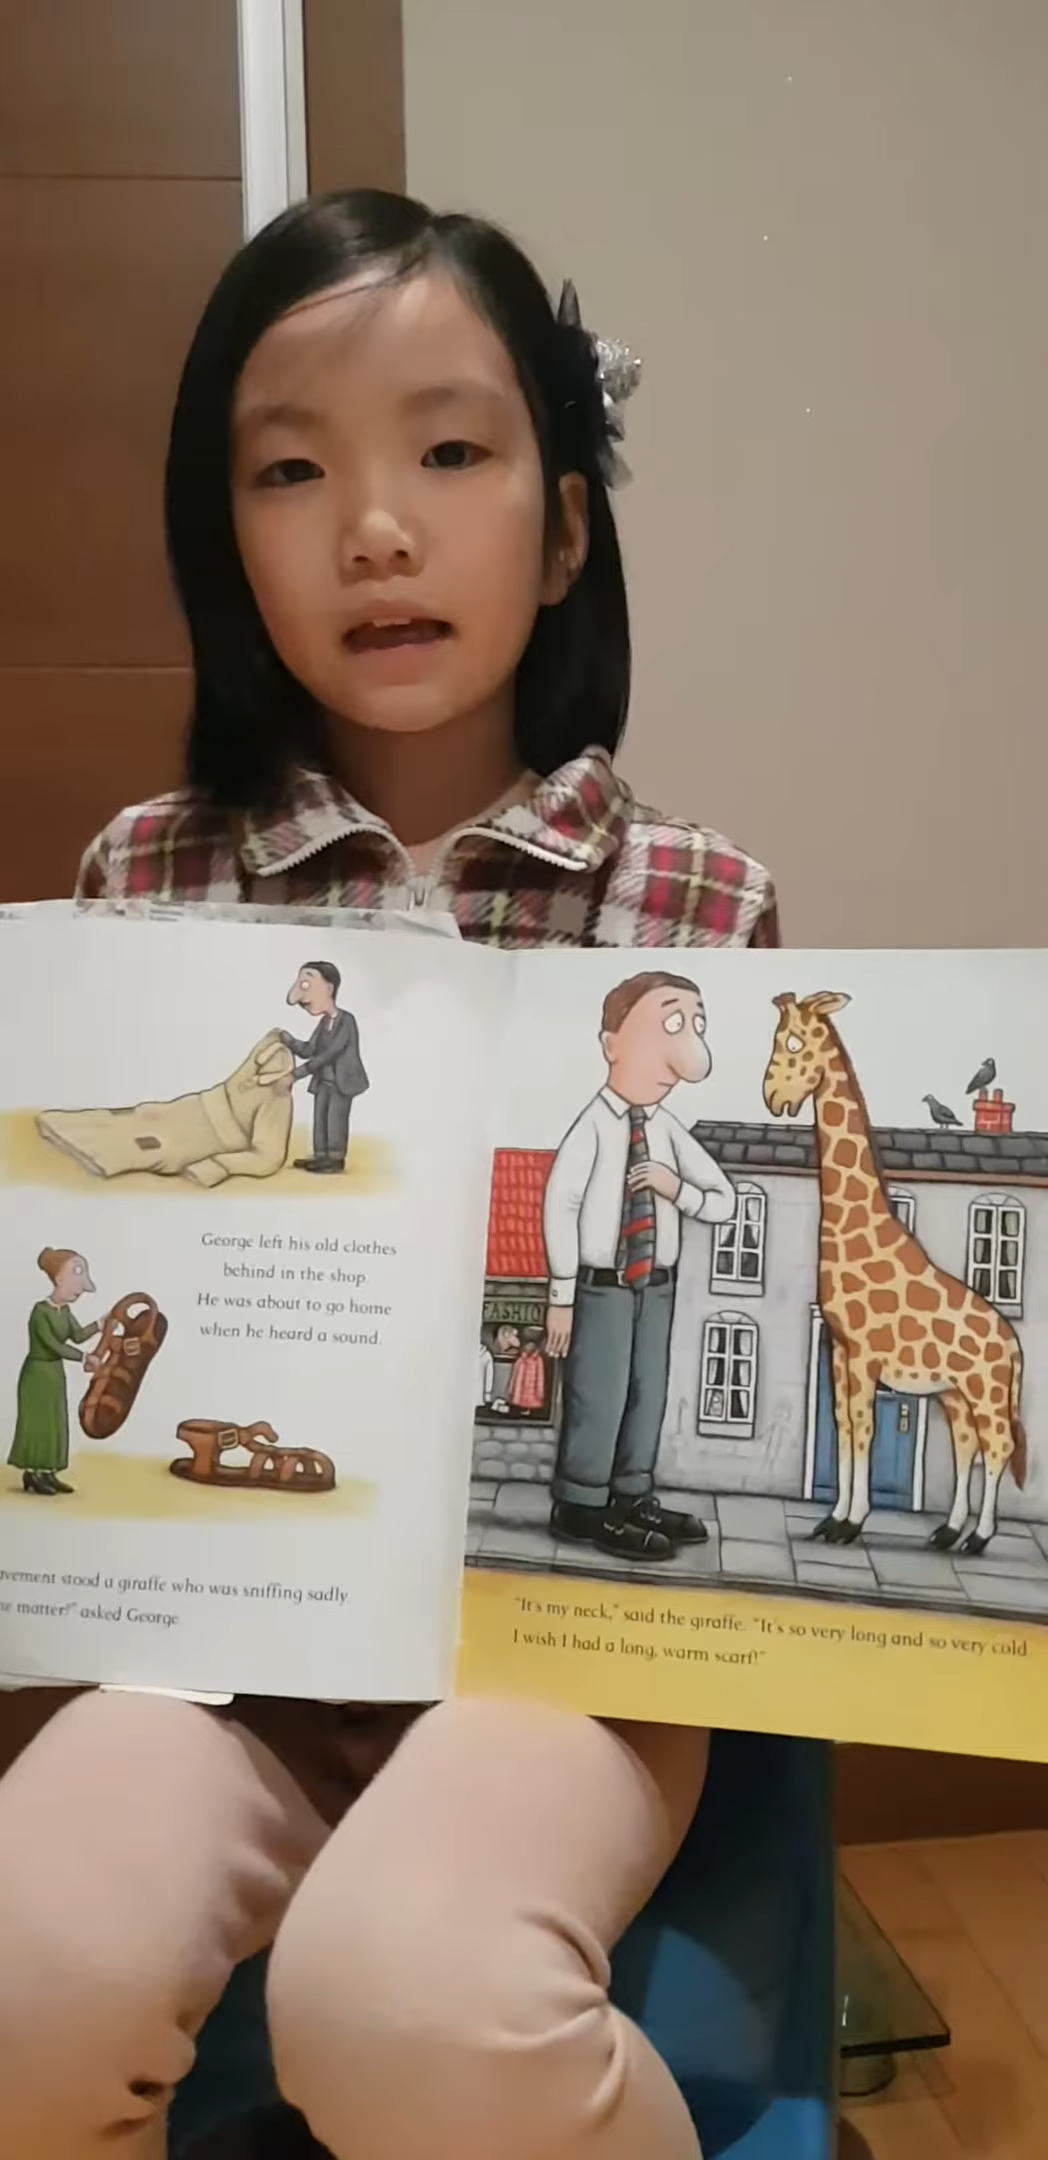 George left his old clothes
behind in the shop.
He was about to go home
when he heard a sound.
stood a giraffe who was sniffing sadly.
matter?" asked George.
FASHIO
"It's my neck," said the giraffe. "It's so very long and so very cold.
I wish I had a long, warm scarf!"